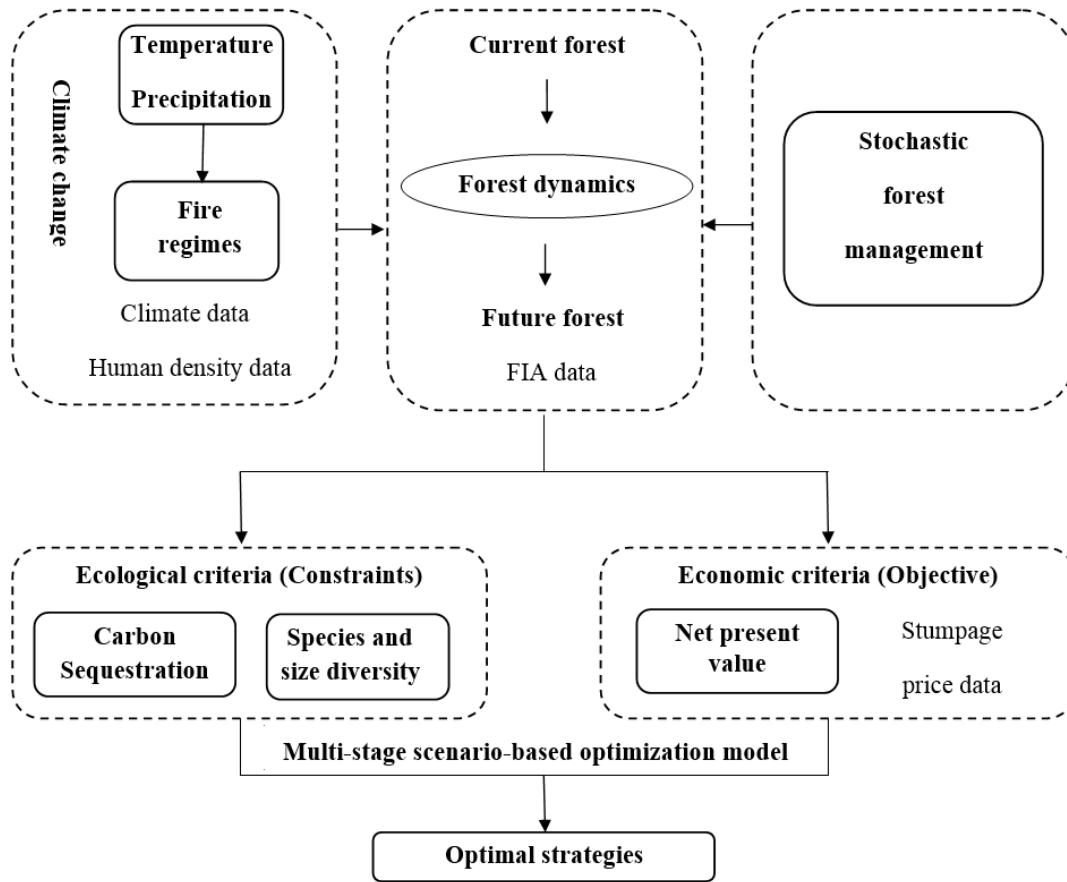 Climate change
Temperature
Precipitation
Fire
regimes
Climate data
Human density data
Current forest
Forest dynamics
Future forest
FIA data
Stochastic
forest
management
Ecological criteria (Constraints)
Carbon
Sequestration
Species and
size diversity
Economic criteria (Objective)
Net present
value
Stumpage
price data
Multi-stage scenario-based optimization model
Optimal strategies